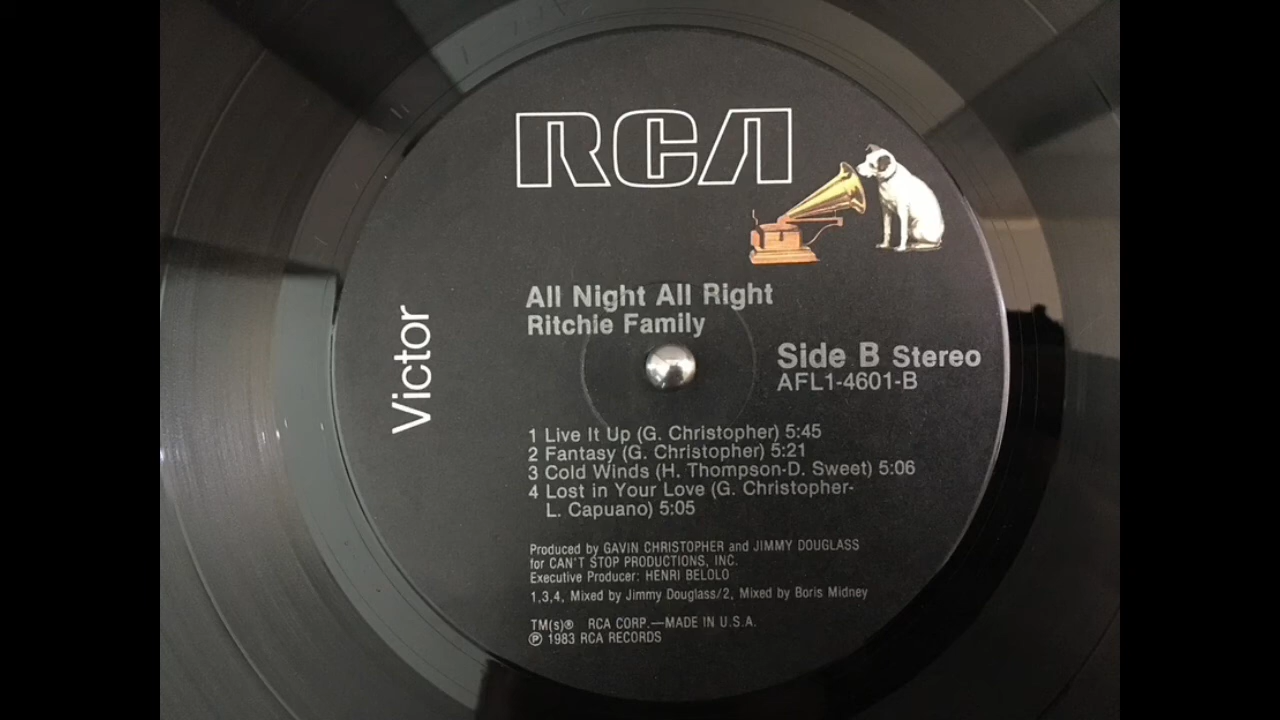 RCA
Victor
All Night All Right
Ritchie Family
Side B Stereo
AFL1-4601-B
1 Live It Up (G. Christopher) 5:45
2 Fantasy (G. Christopher) 5:21
3 Cold Winds (H. Thompson-D. Sweet) 5:06
4 Lost in Your Love (G. Christopher-
L. Capuano) 5:05
Produced by GAVIN CHRISTOPHER and JIMMY DOUGLASS
for CAN'T STOP PRODUCTIONS, INC.
Executive Producer: HENRI BELOLO
1,3,4, Mixed by Jimmy Douglass/2, Mixed by Boris Midney
TM(s)® RCA CORP.—MADE IN U.S.A.
℗ 1983 RCA RECORDS